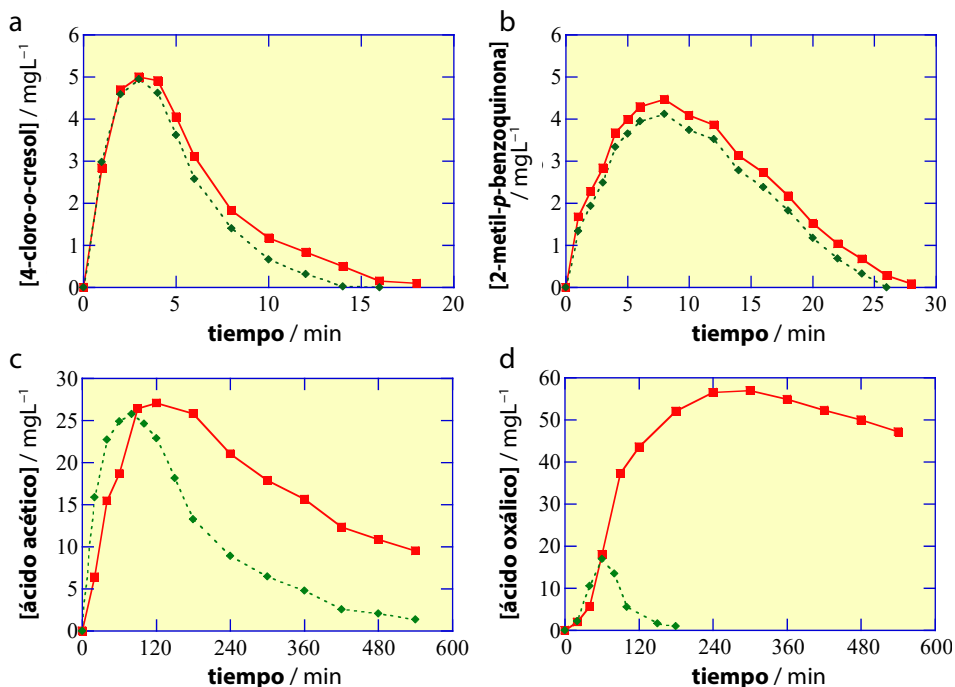 a
6
5
4
3
2
1
0
[4-cloro-o-cresol] / mgL⁻¹
0 5 10 15 20
tiempo / min
b
6
5
4
3
2
1
0
[2-metil-p-benzoquinona]
/ mgL⁻¹
0 5 10 15 20 25 30
tiempo / min
c
30
25
20
15
10
5
0
[ácido acético] / mgL⁻¹
0 120 240 360 480 600
tiempo / min
d
60
50
40
30
20
10
0
[ácido oxálico] / mgL⁻¹
0 120 240 360 480 600
tiempo / min